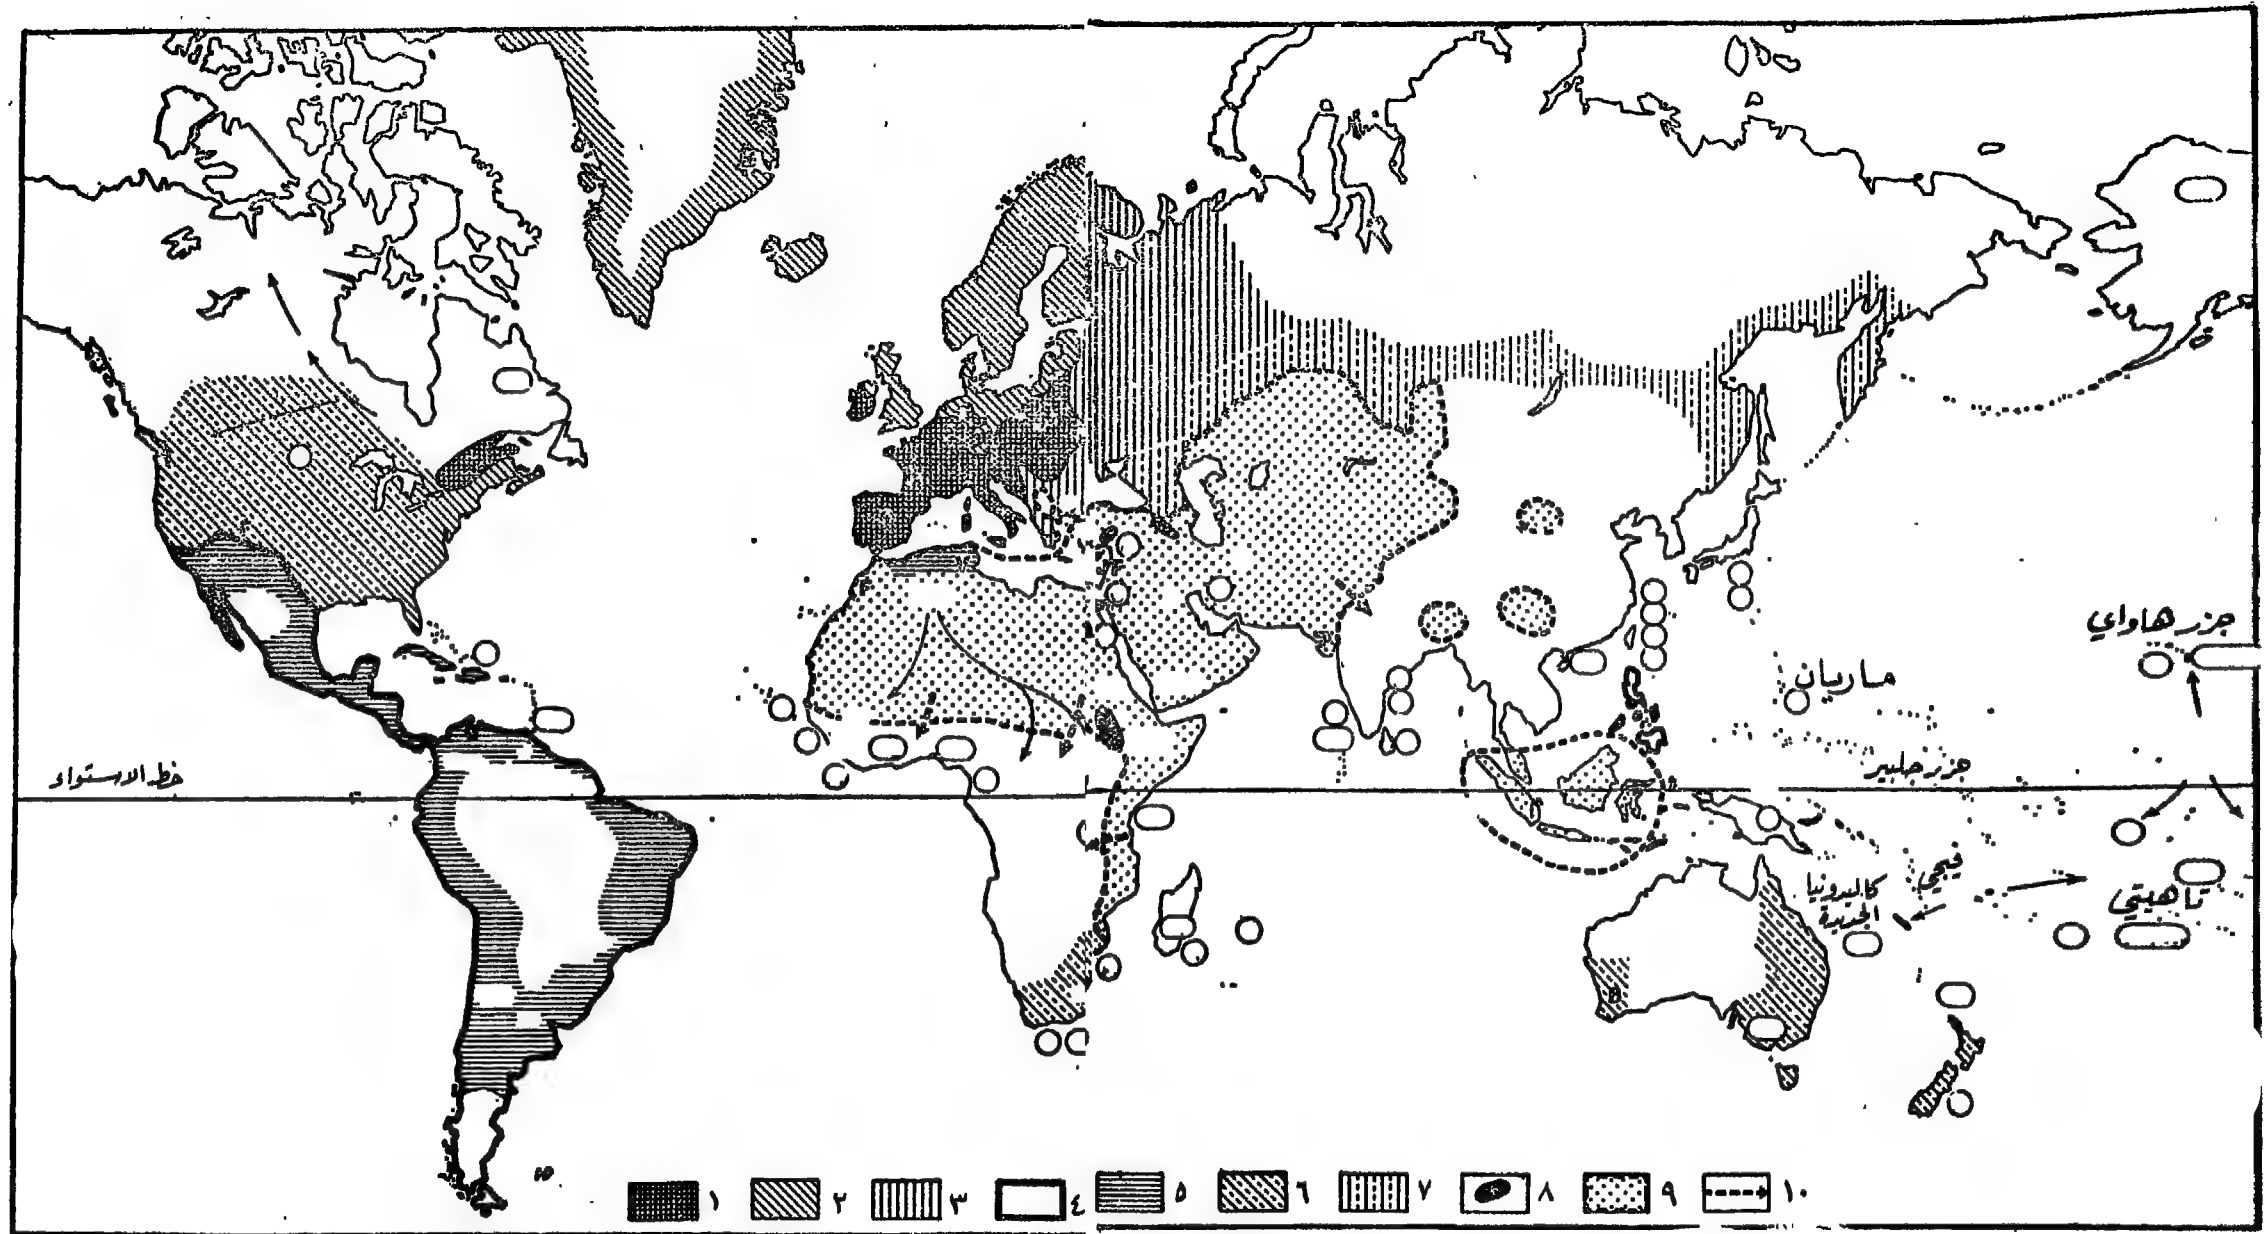 جزر هاواي
ماريان
خط الاستواء
جزر جلبير
فيجي
كاليدونيا
الجديدة
تاهيتي
١ ٢ ٣ ٤ ٥ ٦ ٧ ٨ ٩ ١٠